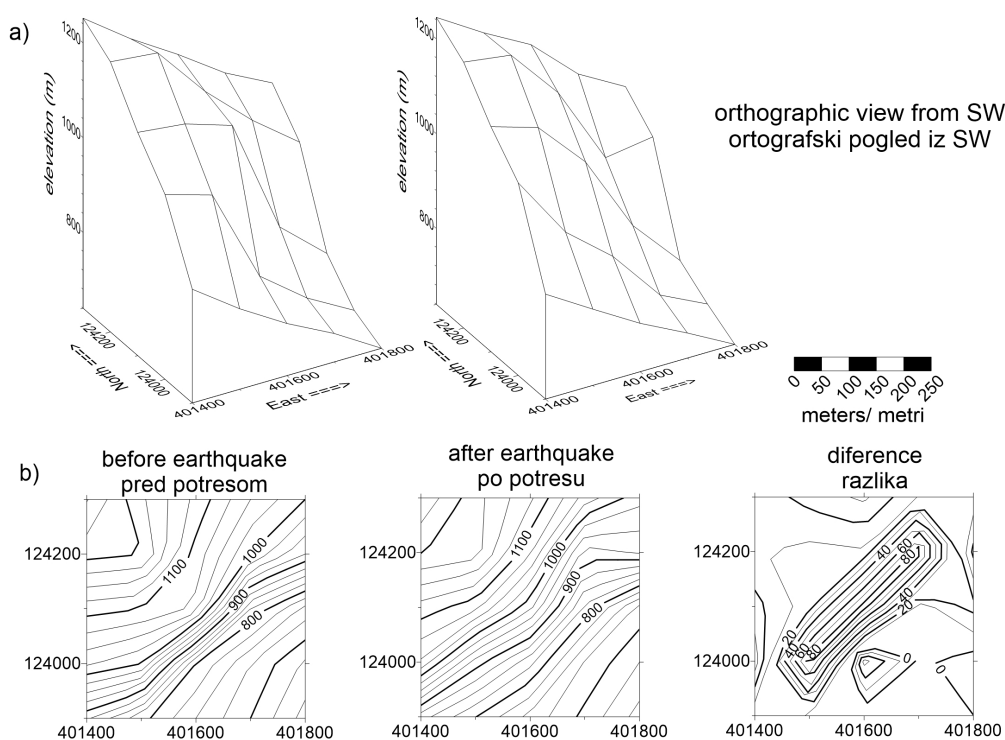 a)
1200
1000
800
elevation (m)
124200
124000
North ===>
401400
401600
401800
East ===>
1200
1000
800
elevation (m)
124200
124000
North ===>
401400
401600
401800
East ===>
orthographic view from SW
ortografski pogled iz SW
0 50 100 150 200 250
meters/ metri
b)
before earthquake
pred potresom
124200
124000
401400 401600 401800
1100
1000
900
800
after earthquake
po potresu
124200
124000
401400 401600 401800
1100
1000
900
800
diference
razlika
124200
124000
401400 401600 401800
40
60
80
40
20
20
40
60
80
0
0